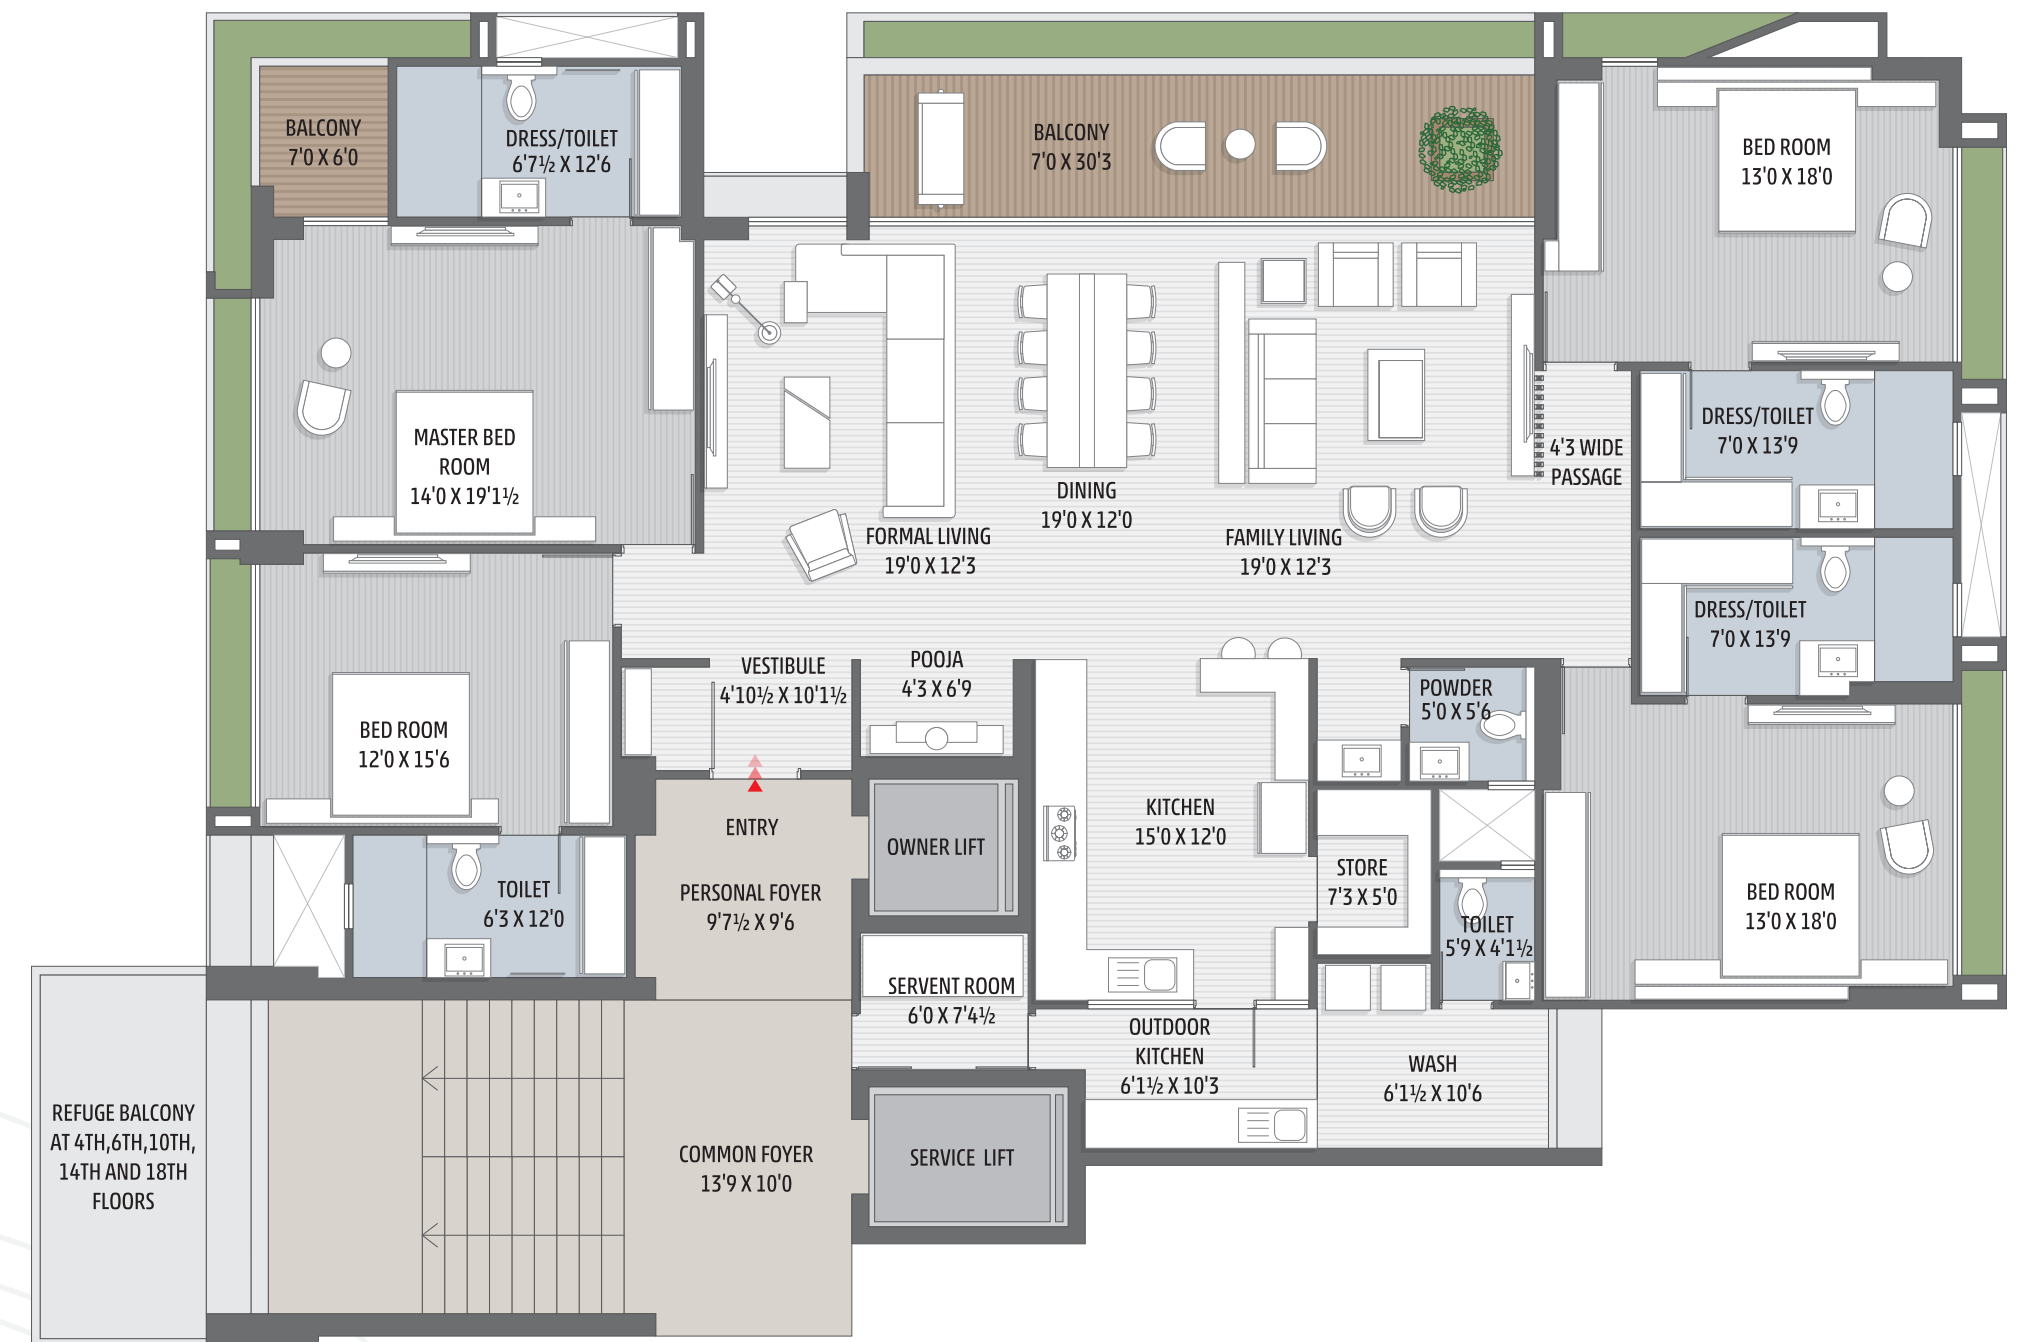 BALCONY
7'0 X 6'0
DRESS/TOILET
6'7½ X 12'6
BALCONY
7'0 X 30'3
BED ROOM
13'0 X 18'0
MASTER BED
ROOM
14'0 X 19'1½
FORMAL LIVING
19'0 X 12'3
DINING
19'0 X 12'0
FAMILY LIVING
19'0 X 12'3
4'3 WIDE
PASSAGE
DRESS/TOILET
7'0 X 13'9
DRESS/TOILET
7'0 X 13'9
BED ROOM
12'0 X 15'6
VESTIBULE
4'10½ X 10'1½
POOJA
4'3 X 6'9
POWDER
5'0 X 5'6
ENTRY
OWNER LIFT
KITCHEN
15'0 X 12'0
STORE
7'3 X 5'0
BED ROOM
13'0 X 18'0
TOILET
6'3 X 12'0
PERSONAL FOYER
9'7½ X 9'6
TOILET
5'9 X 4'1½
SERVENT ROOM
6'0 X 7'4½
OUTDOOR
KITCHEN
6'1½ X 10'3
WASH
6'1½ X 10'6
REFUGE BALCONY
AT 4TH,6TH,10TH,
14TH AND 18TH
FLOORS
COMMON FOYER
13'9 X 10'0
SERVICE LIFT